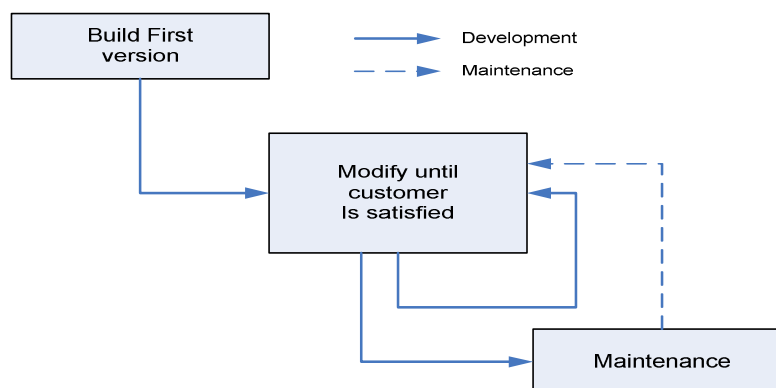 Build First
version
Development
Maintenance
Modify until
customer
Is satisfied
Maintenance